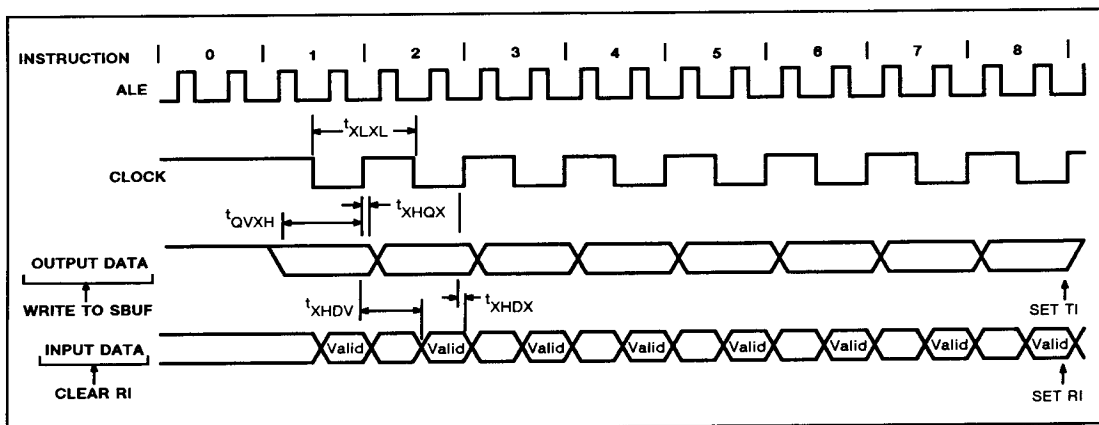 INSTRUCTION | 0 | 1 | 2 | 3 | 4 | 5 | 6 | 7 | 8 |
ALE
tXLXL
CLOCK
tQVXH
tXHQX
OUTPUT DATA
WRITE TO SBUF
tXHDV
tXHDX
SET TI
INPUT DATA
Valid Valid Valid Valid Valid Valid Valid Valid
CLEAR RI
SET RI